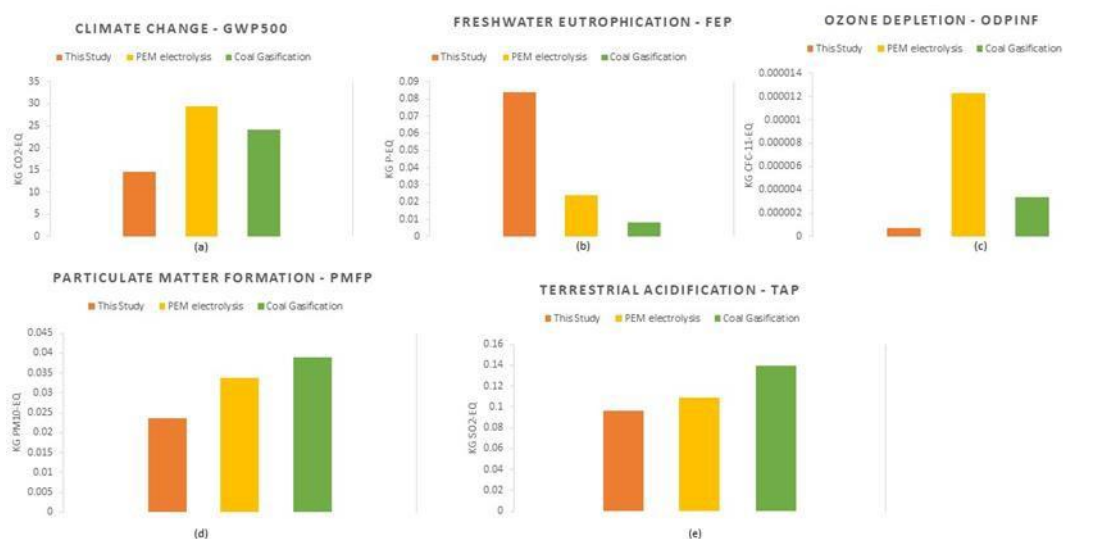 CLIMATE CHANGE - GWP500
This Study PEM electrolysis Coal Gasification
KG CO2-EQ
35
30
25
20
15
10
5
0
(a)
FRESHWATER EUTROPHICATION - FEP
This Study PEM electrolysis Coal Gasification
KG P-EQ
0.09
0.08
0.07
0.06
0.05
0.04
0.03
0.02
0.01
0
(b)
OZONE DEPLETION - ODPINF
This Study PEM electrolysis Coal Gasification
KG CFC-11-EQ
0.000014
0.000012
0.00001
0.000008
0.000006
0.000004
0.000002
0
(c)
PARTICULATE MATTER FORMATION - PMFP
This Study PEM electrolysis Coal Gasification
KG PM10-EQ
0.045
0.04
0.035
0.03
0.025
0.02
0.015
0.01
0.005
0
(d)
TERRESTRIAL ACIDIFICATION - TAP
This Study PEM electrolysis Coal Gasification
KG SO2-EQ
0.16
0.14
0.12
0.1
0.08
0.06
0.04
0.02
0
(e)